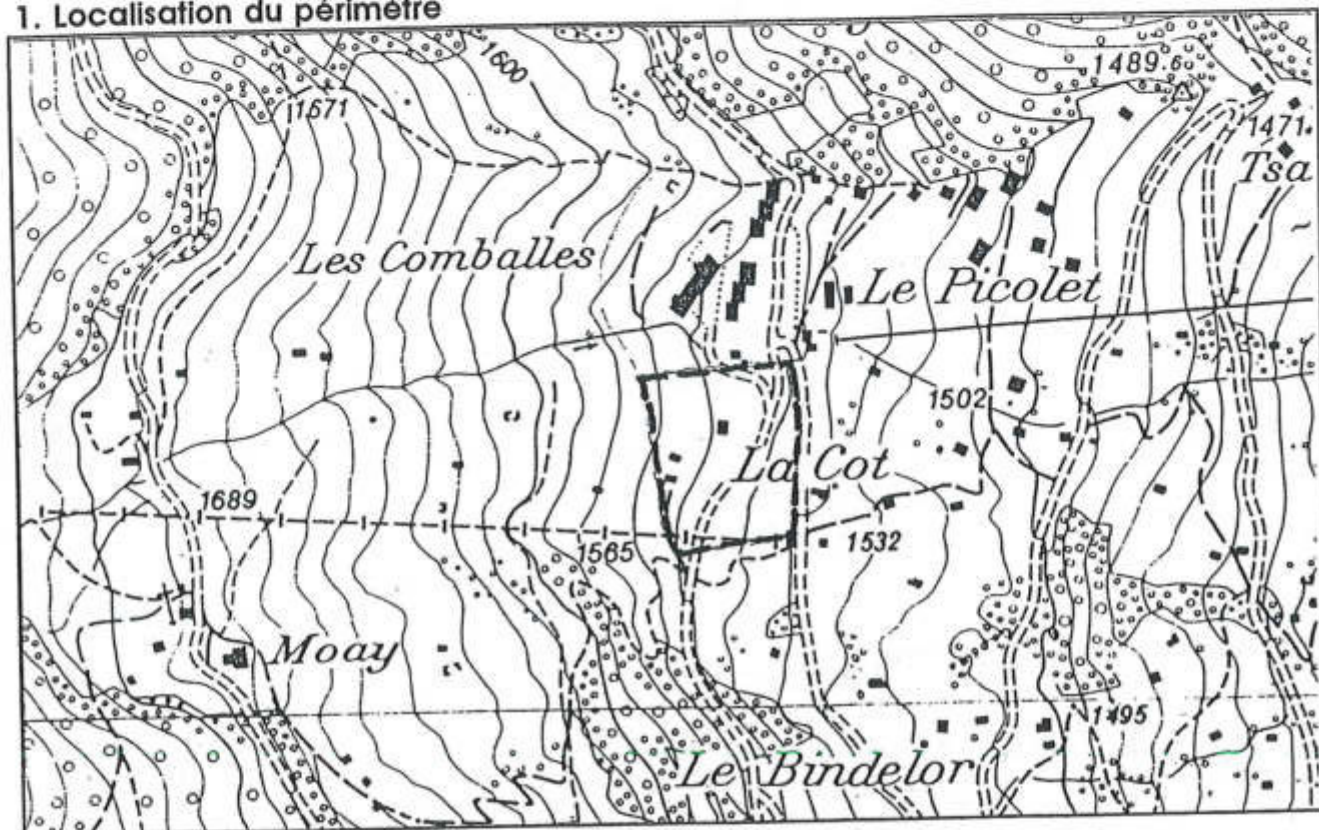 1. Localisation du périmètre
1600
1489.6
1671
1471
Tsa
Les Comballes
Le Picolet
1502
La Cot
1689
1565
1532
Moay
1495
Le Bindelor